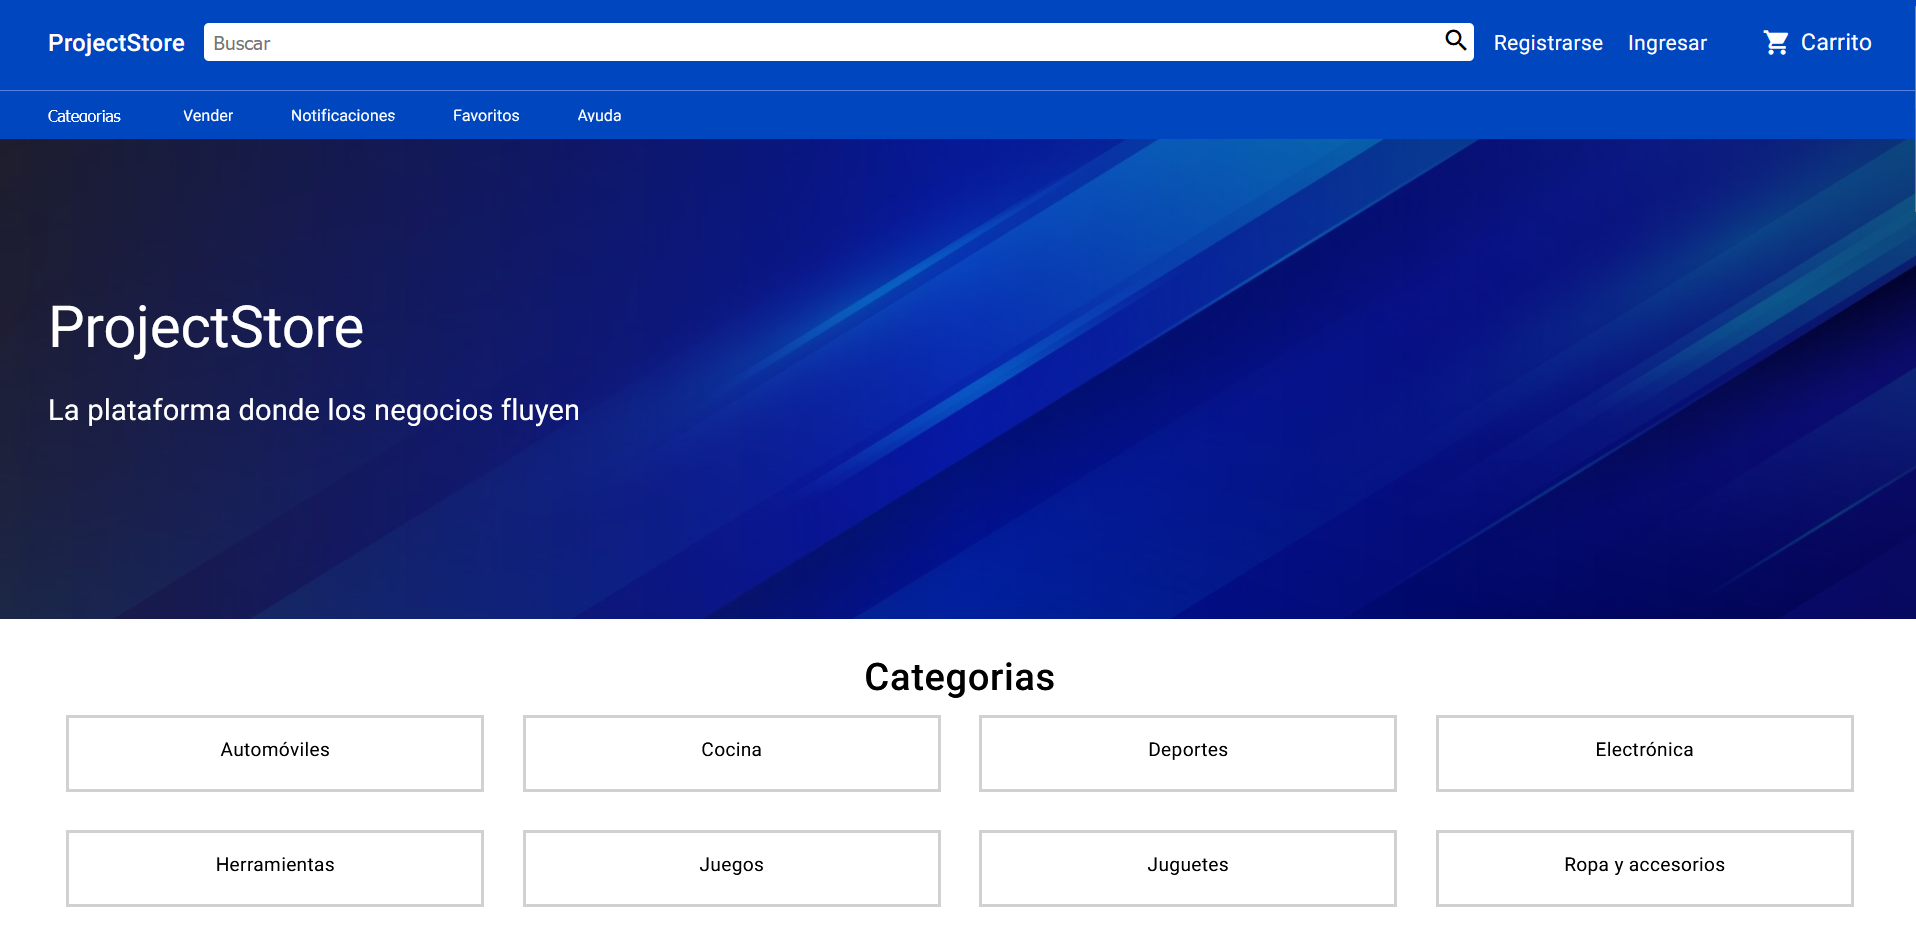 ProjectStore
Buscar
Registrarse
Ingresar
Carrito
Categorias
Vender
Notificaciones
Favoritos
Ayuda
ProjectStore
La plataforma donde los negocios fluyen
Categorias
Automóviles
Cocina
Deportes
Electrónica
Herramientas
Juegos
Juguetes
Ropa y accesorios